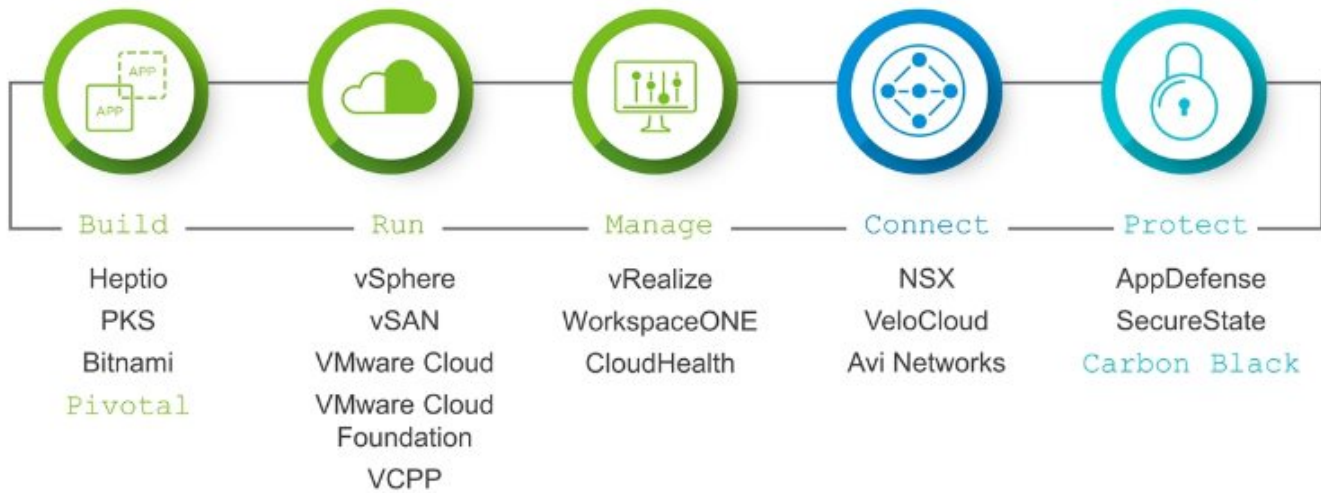 APP
APP
Build
Heptio
PKS
Bitnami
Pivotal
Run
vSphere
vSAN
VMware Cloud
VMware Cloud
Foundation
VCPP
Manage
vRealize
WorkspaceONE
CloudHealth
Connect
NSX
VeloCloud
Avi Networks
Protect
AppDefense
SecureState
Carbon Black